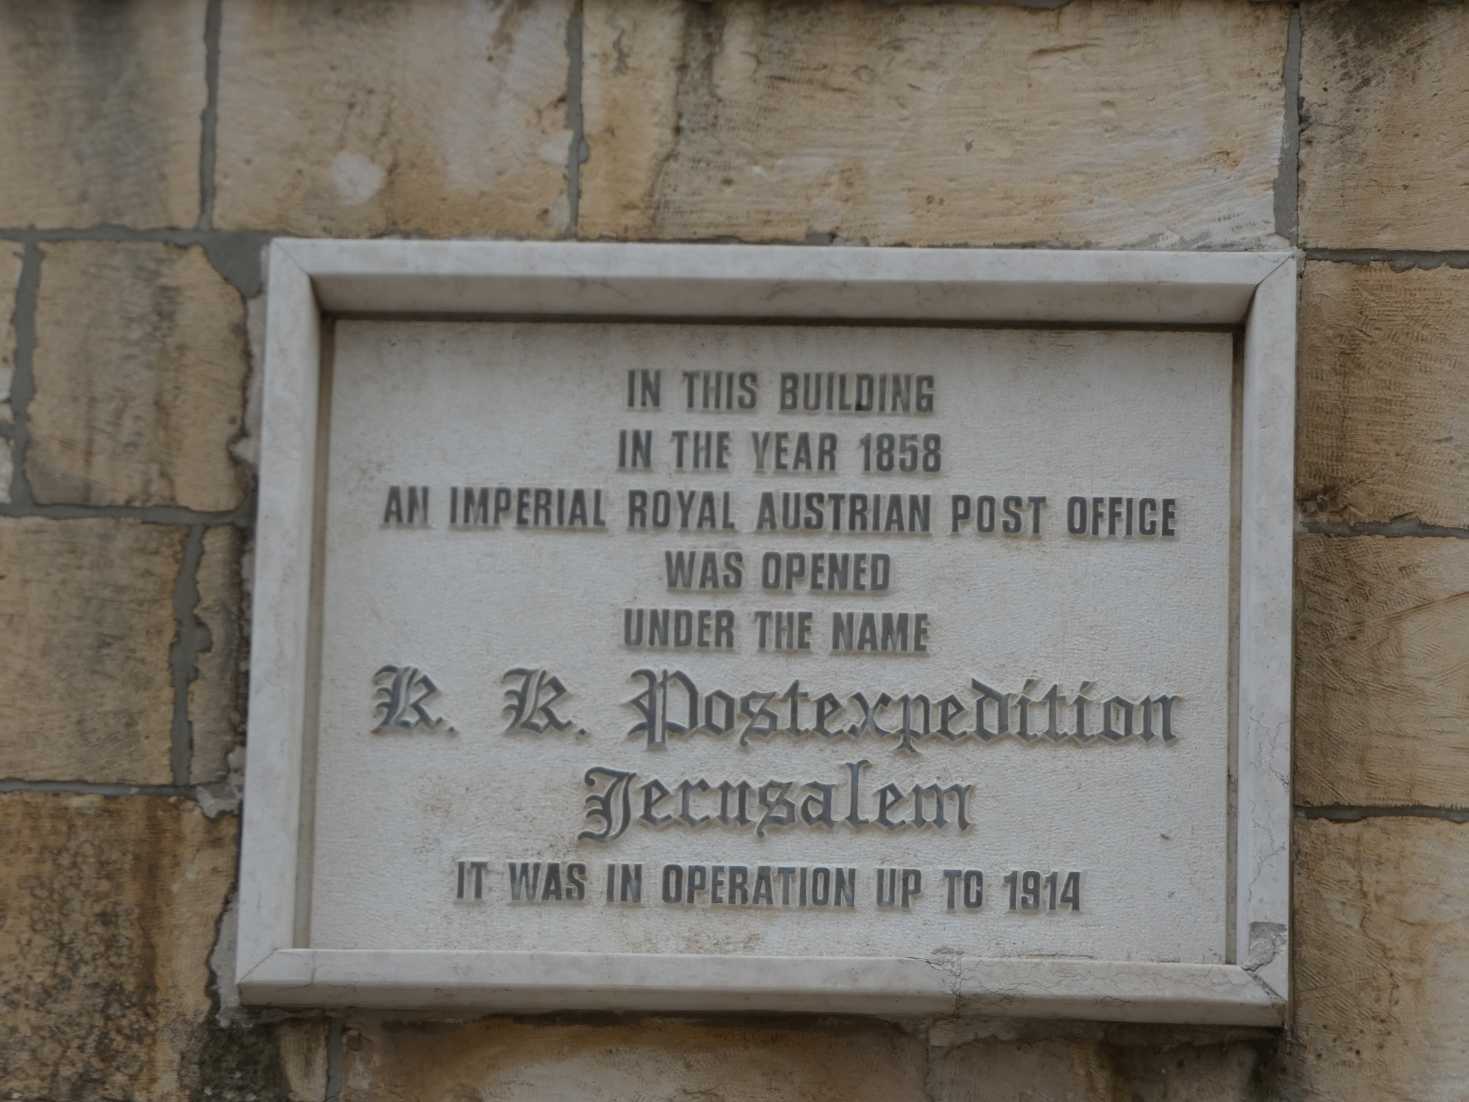 IN THIS BUILDING
IN THE YEAR 1858
AN IMPERIAL ROYAL AUSTRIAN POST OFFICE
WAS OPENED
UNDER THE NAME
K. K. Postexpedition
Jerusalem
IT WAS IN OPERATION UP TO 1914